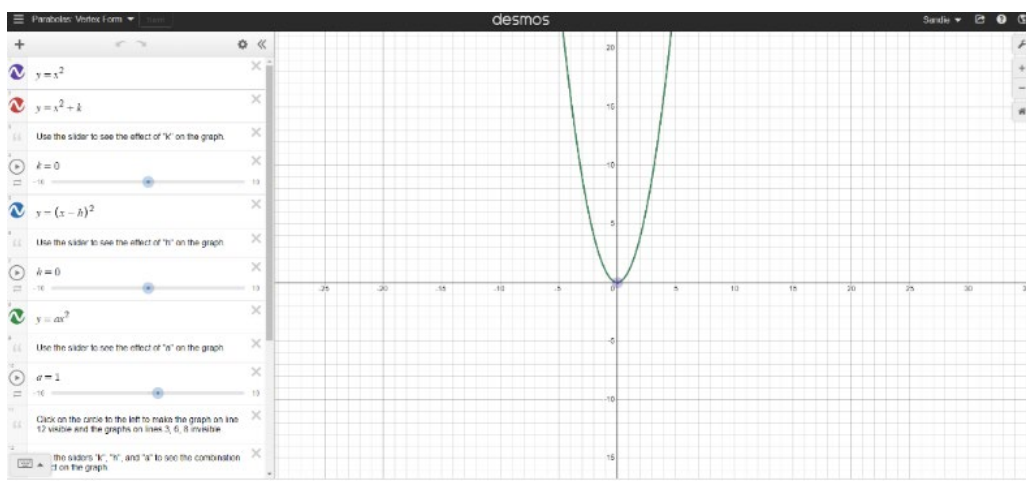 Parabolas: Vertex Form
desmos
Sandie
y = x²
y = x² + k
Use the slider to see the effect of "k" on the graph.
k = 0
-10 10
y = (x − h)²
Use the slider to see the effect of "h" on the graph
h = 0
-10 10
y = ax²
Use the slider to see the effect of "a" on the graph
a = 1
-10 10
Click on the circle to the left to make the graph on line
12 visible and the graphs on lines 3, 6, 8 invisible
the sliders "k", "h", and "a" to see the combination
on the graph
20
15
10
5
-25 -20 -15 -10 -5 0 5 10 15 20 25 30
-5
-10